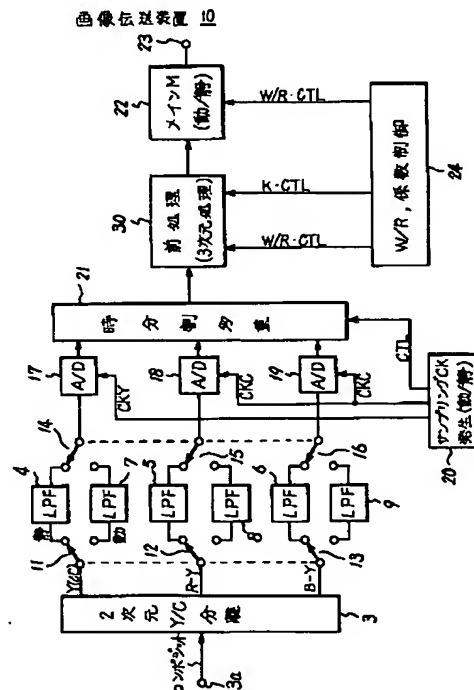 画像伝送装置 10
コンポジット
3a
2次元Y/C分離
3
Y(ＧC)
R-Y
B-Y
静
動
11
12
13
4
LPF
7
LPF
5
LPF
8
LPF
6
LPF
9
LPF
14
15
16
17
A/D
18
A/D
19
A/D
CKY
CKC
CKC
サンプリングCK
発生(動/静)
20
CTL
時分割多重
21
前処理
(3次元処理)
30
W/R-CTL
K-CTL
W/R-CTL
メインM
(動/静)
22
23
W/R,係数制御
24